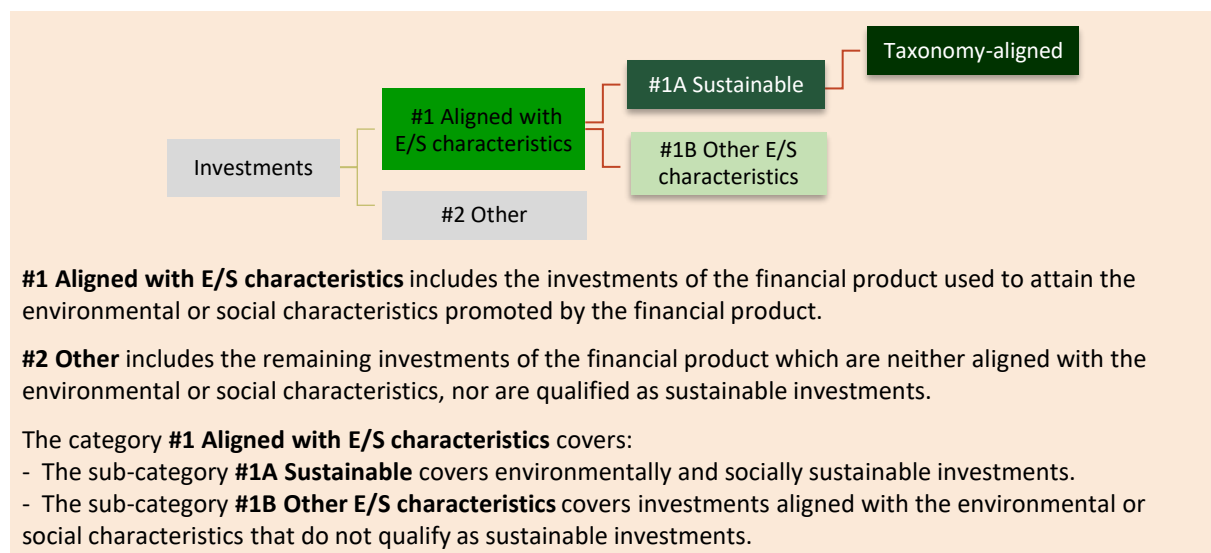 Taxonomy-aligned
#1A Sustainable
#1 Aligned with
E/S characteristics
#1B Other E/S
characteristics
Investments
#2 Other
#1 Aligned with E/S characteristics includes the investments of the financial product used to attain the
environmental or social characteristics promoted by the financial product.
#2 Other includes the remaining investments of the financial product which are neither aligned with the
environmental or social characteristics, nor are qualified as sustainable investments.
The category #1 Aligned with E/S characteristics covers:
- The sub-category #1A Sustainable covers environmentally and socially sustainable investments.
- The sub-category #1B Other E/S characteristics covers investments aligned with the environmental or
social characteristics that do not qualify as sustainable investments.